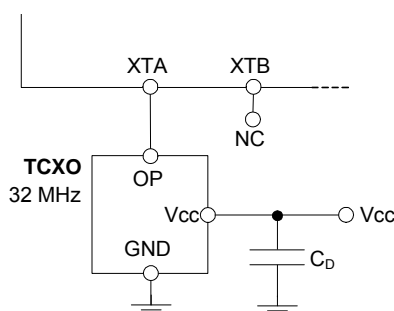 XTA
XTB
NC
TCXO
32 MHz
OP
Vcc
Vcc
GND
CD